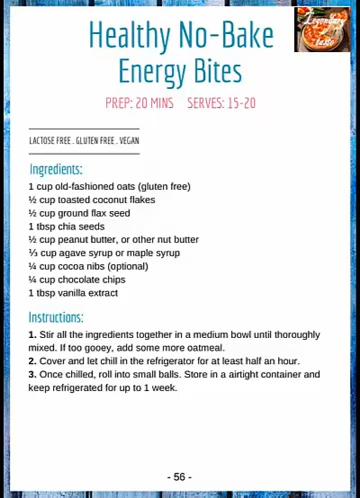 Legendary
taste
Healthy No-Bake
Energy Bites
PREP: 20 MINS SERVES: 15-20
LACTOSE FREE . GLUTEN FREE . VEGAN
Ingredients:
1 cup old-fashioned oats (gluten free)
½ cup toasted coconut flakes
½ cup ground flax seed
1 tbsp chia seeds
½ cup peanut butter, or other nut butter
⅓ cup agave syrup or maple syrup
¼ cup cocoa nibs (optional)
¼ cup chocolate chips
1 tbsp vanilla extract
Instructions:
1. Stir all the ingredients together in a medium bowl until thoroughly
mixed. If too gooey, add some more oatmeal.
2. Cover and let chill in the refrigerator for at least half an hour.
3. Once chilled, roll into small balls. Store in a airtight container and
keep refrigerated for up to 1 week.
- 56 -